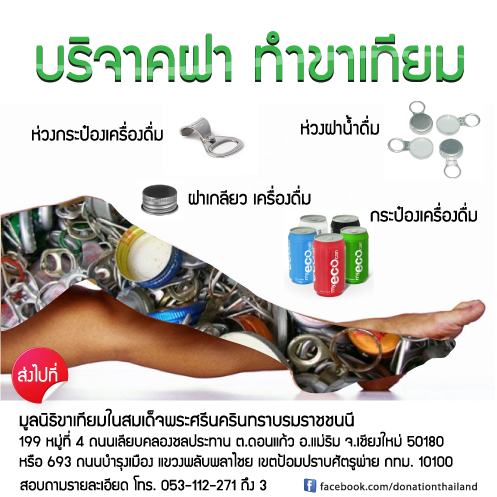 บริจาคฝา ทำขาเทียม
ห่วงกระป๋องเครื่องดื่ม
ห่วงฝาน้ำดื่ม
ฝาเกลียว เครื่องดื่ม
กระป๋องเครื่องดื่ม
myeco.com
myeco.com
myeco.com
ส่งไปที่
มูลนิธิขาเทียมในสมเด็จพระศรีนครินทราบรมราชชนนี
199 หมู่ที่ 4 ถนนเลียบคลองชลประทาน ต.ดอนแก้ว อ.แม่ริม จ.เชียงใหม่ 50180
หรือ 693 ถนนบำรุงเมือง แขวงพลับพลาไชย เขตป้อมปราบศัตรูพ่าย กทม. 10100
สอบถามรายละเอียด โทร. 053-112-271 ถึง 3
f facebook.com/donationthailand